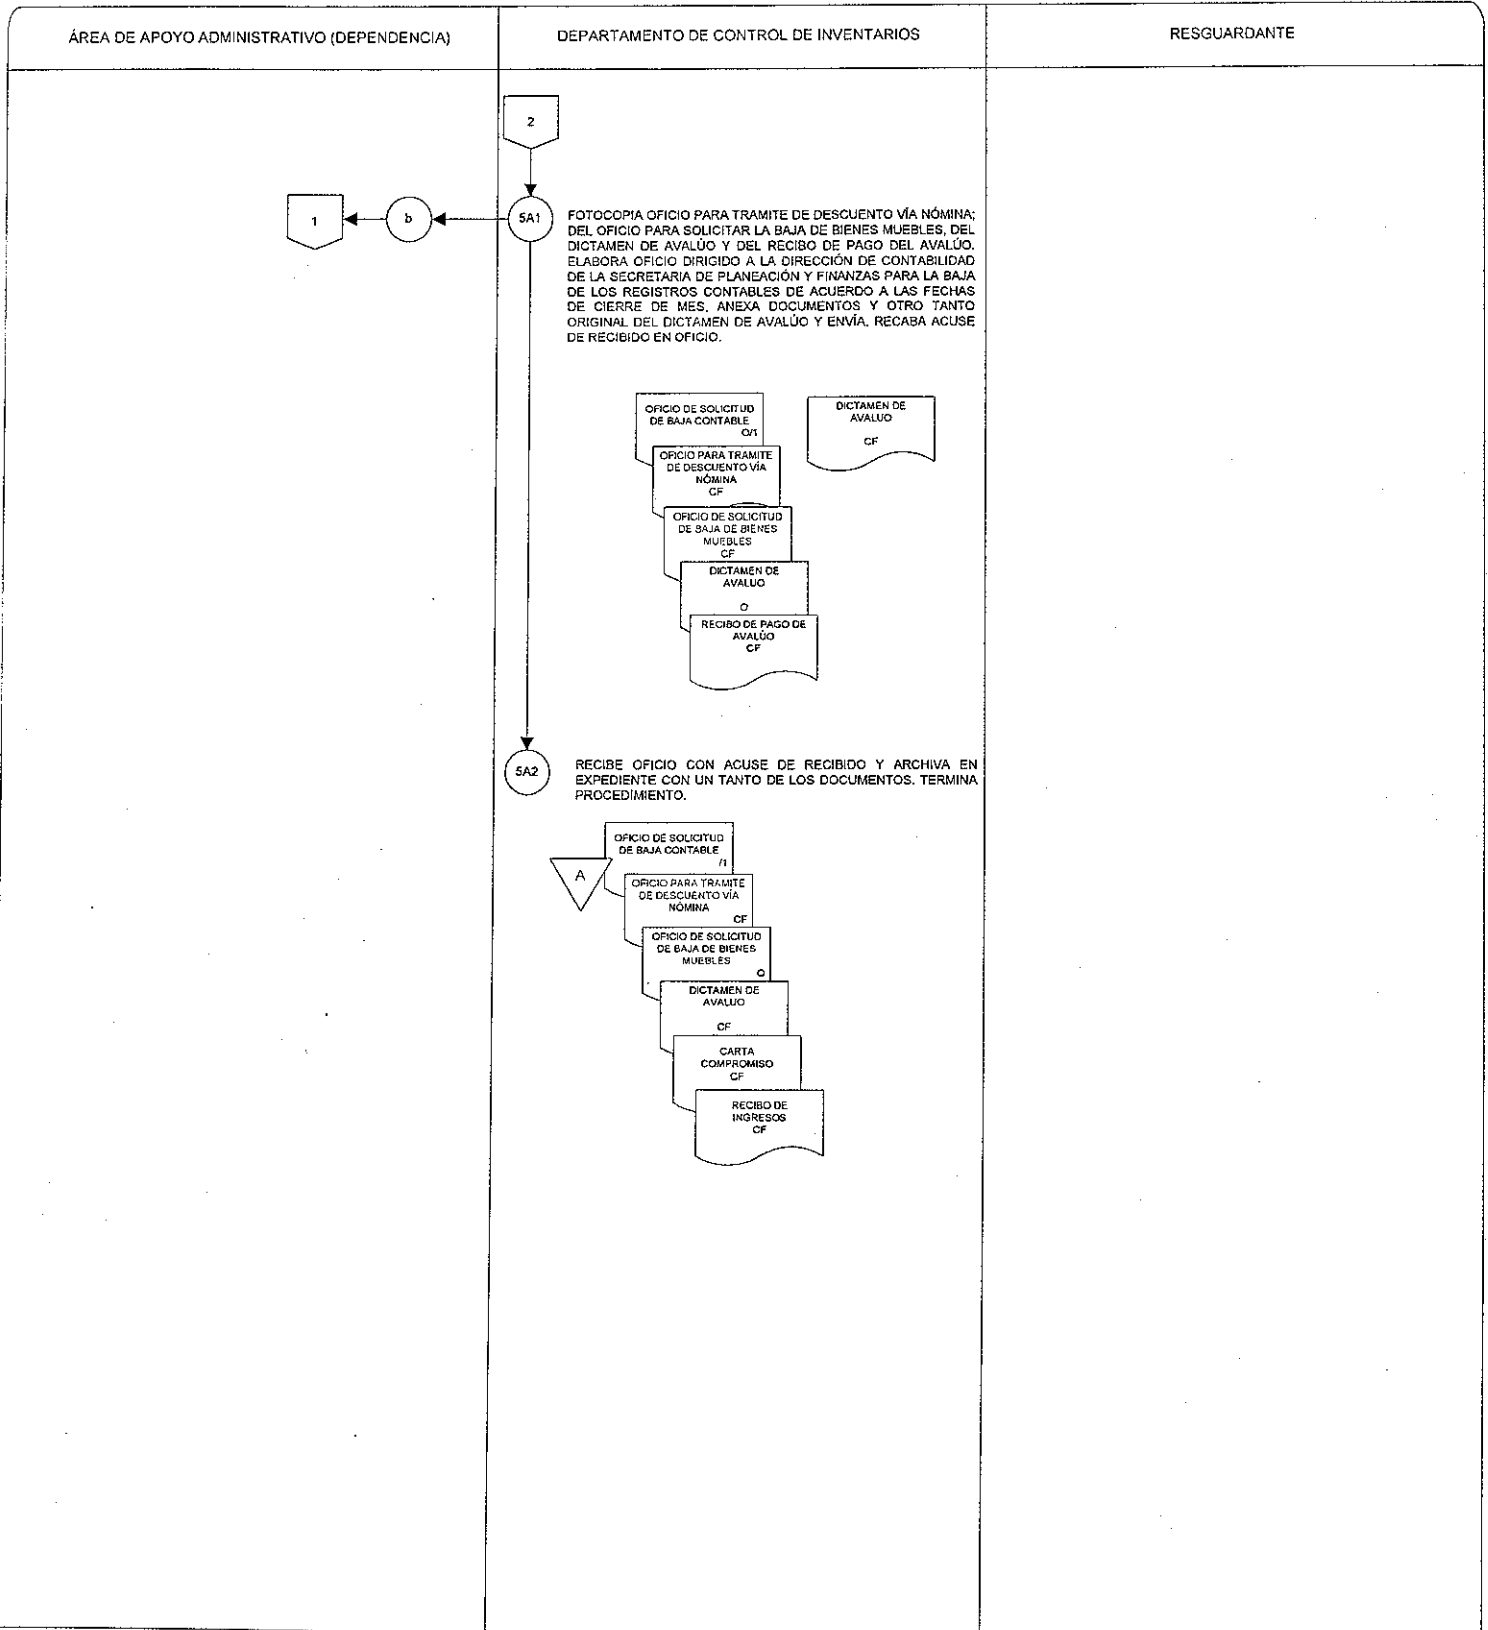 ÁREA DE APOYO ADMINISTRATIVO (DEPENDENCIA)
DEPARTAMENTO DE CONTROL DE INVENTARIOS
RESGUARDANTE
2
1
b
5A1
FOTOCOPIA OFICIO PARA TRAMITE DE DESCUENTO VÍA NÓMINA;
DEL OFICIO PARA SOLICITAR LA BAJA DE BIENES MUEBLES, DEL
DICTAMEN DE AVALÚO Y DEL RECIBO DE PAGO DEL AVALÚO.
ELABORA OFICIO DIRIGIDO A LA DIRECCIÓN DE CONTABILIDAD
DE LA SECRETARIA DE PLANEACIÓN Y FINANZAS PARA LA BAJA
DE LOS REGISTROS CONTABLES DE ACUERDO A LAS FECHAS
DE CIERRE DE MES. ANEXA DOCUMENTOS Y OTRO TANTO
ORIGINAL DEL DICTAMEN DE AVALÚO Y ENVÍA. RECABA ACUSE
DE RECIBIDO EN OFICIO.
OFICIO DE SOLICITUD
DE BAJA CONTABLE
O/1
DICTAMEN DE
AVALUO
CF
OFICIO PARA TRAMITE
DE DESCUENTO VÍA
NÓMINA
CF
OFICIO DE SOLICITUD
DE BAJA DE BIENES
MUEBLES
CF
DICTAMEN DE
AVALUO
O
RECIBO DE PAGO DE
AVALÚO
CF
5A2
RECIBE OFICIO CON ACUSE DE RECIBIDO Y ARCHIVA EN
EXPEDIENTE CON UN TANTO DE LOS DOCUMENTOS. TERMINA
PROCEDIMIENTO.
A
OFICIO DE SOLICITUD
DE BAJA CONTABLE
/1
OFICIO PARA TRAMITE
DE DESCUENTO VÍA
NÓMINA
CF
OFICIO DE SOLICITUD
DE BAJA DE BIENES
MUEBLES
O
DICTAMEN DE
AVALUO
CF
CARTA
COMPROMISO
CF
RECIBO DE
INGRESOS
CF